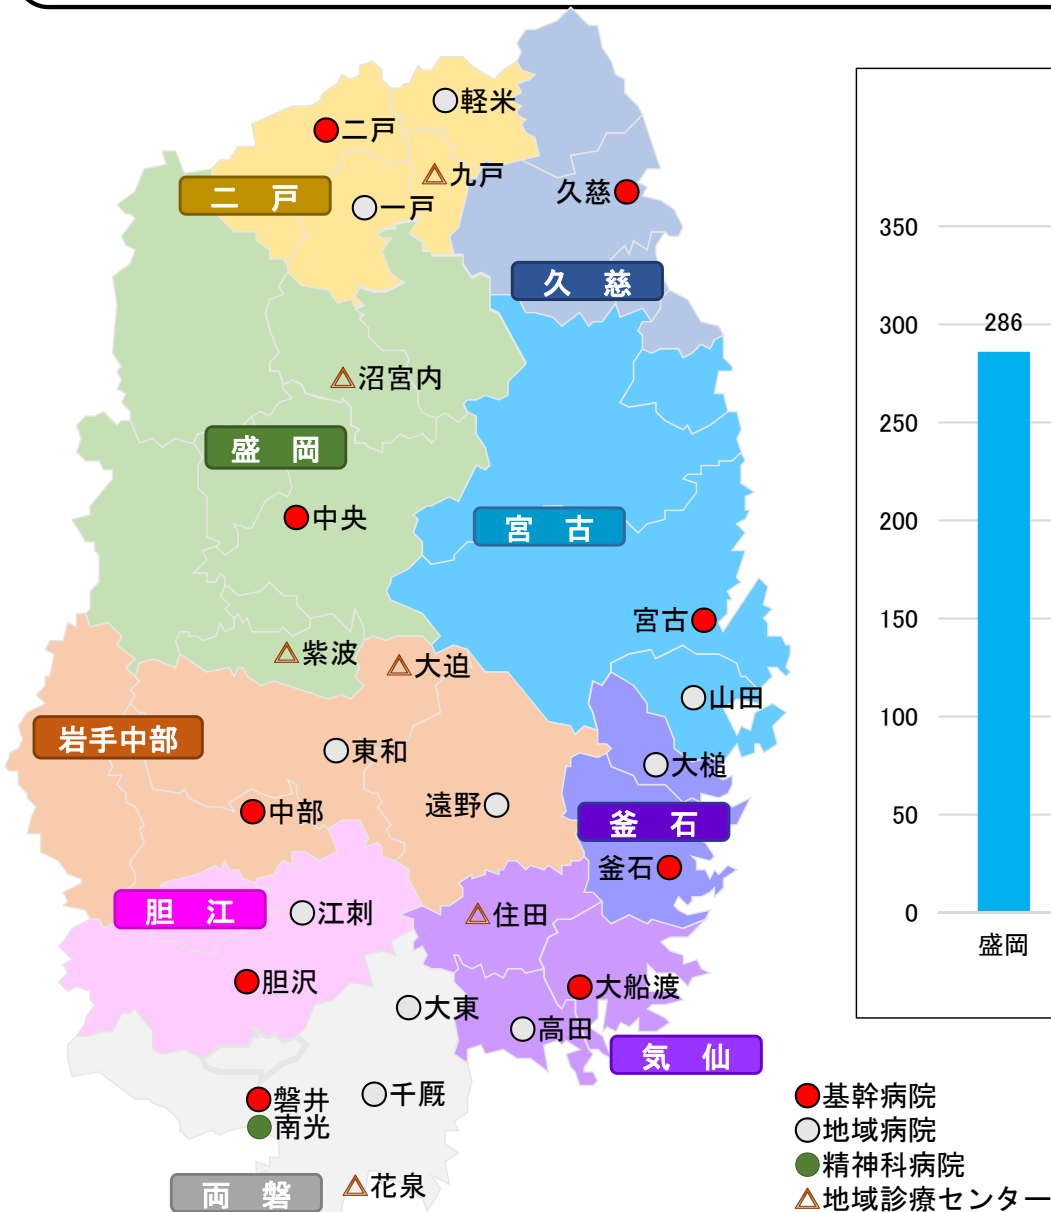 軽米
二戸
九戸
二 戸
一戸
久慈
久 慈
沼宮内
盛 岡
中央
宮 古
宮古
紫波
大迫
山田
岩手中部
東和
大槌
遠野
中部
釜 石
釜石
胆 江
江刺
住田
胆沢
大船渡
大東
高田
気 仙
千厩
磐井
南光
両 磐
花泉
基幹病院
地域病院
精神科病院
地域診療センター
350
300
286
250
200
150
100
50
0
盛岡